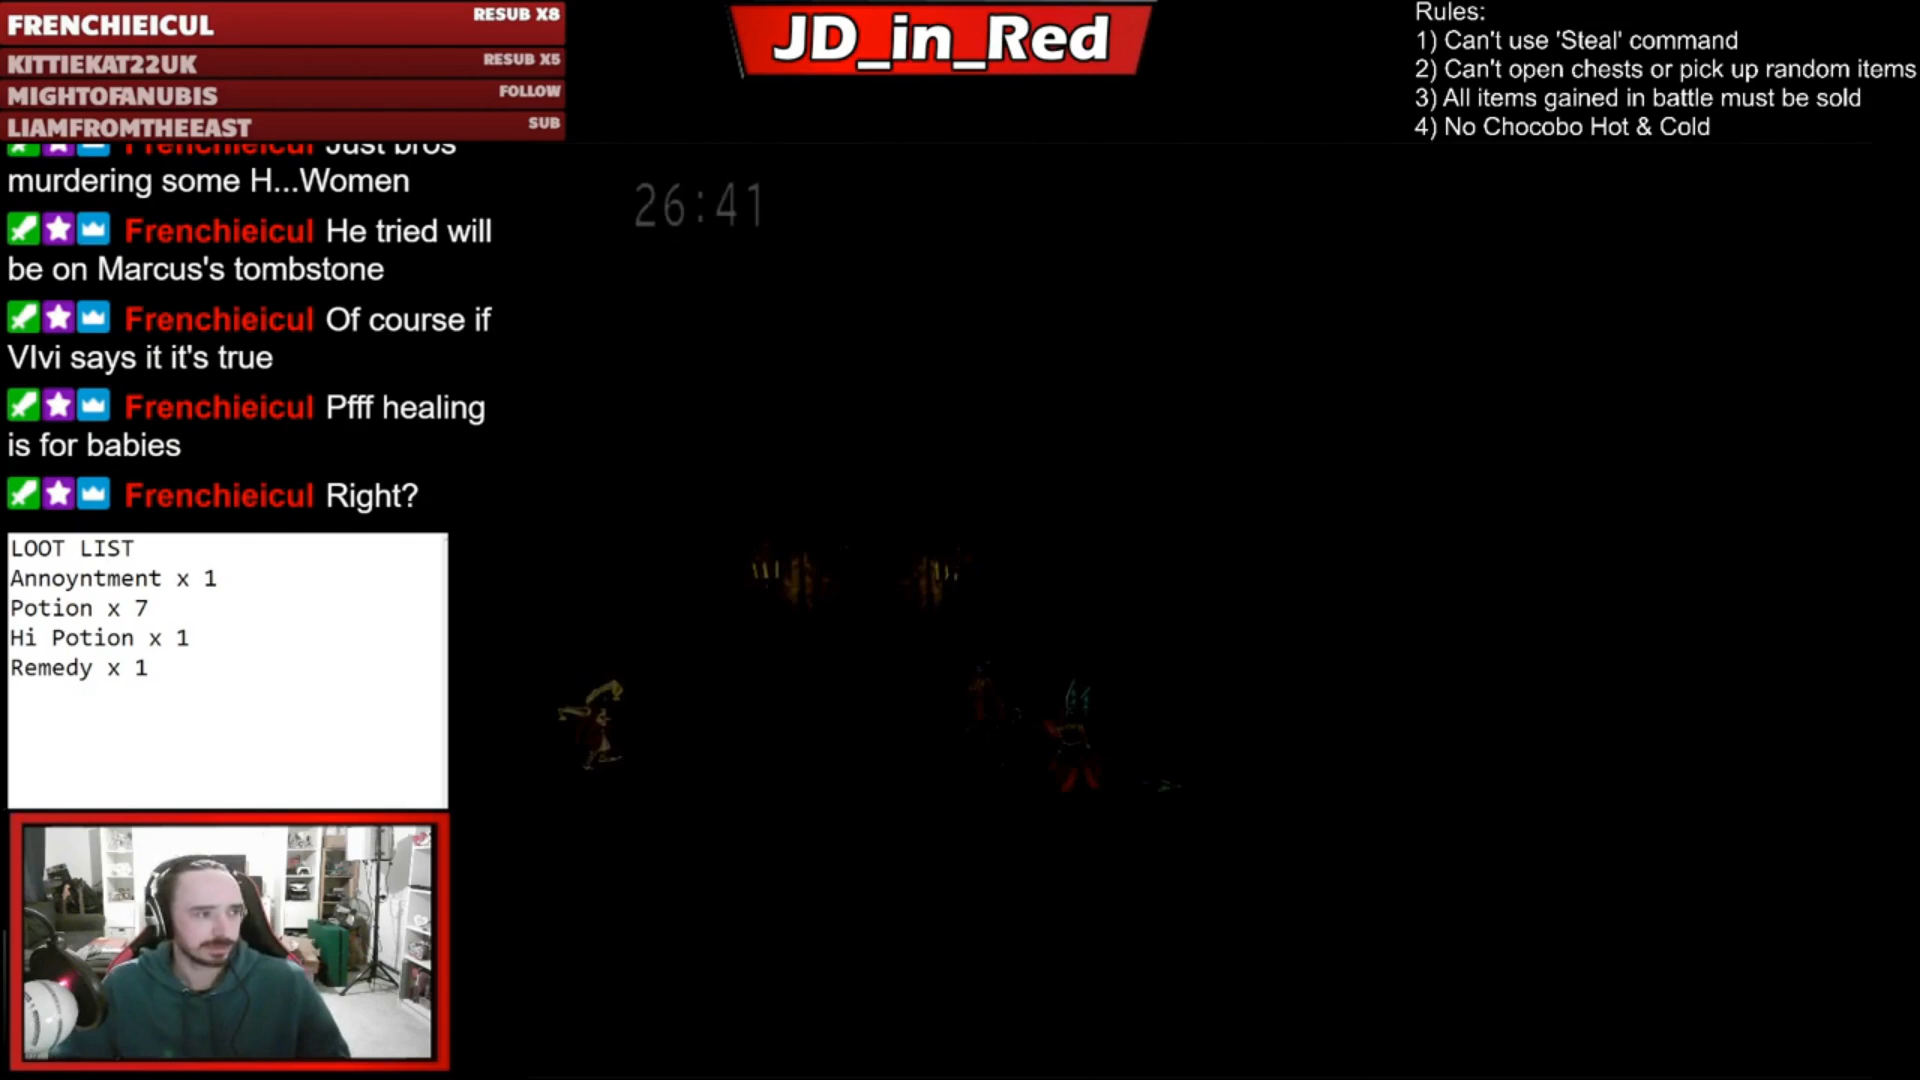 FRENCHIEICUL RESUB X8
KITTIEKAT22UK RESUB X5
MIGHTOFANUBIS FOLLOW
LIAMFROMTHEEAST SUB
JD_in_Red
Rules:
1) Can't use 'Steal' command
2) Can't open chests or pick up random items
3) All items gained in battle must be sold
4) No Chocobo Hot & Cold
26:41
Frenchieicul Just bros
murdering some H...Women
Frenchieicul He tried will
be on Marcus's tombstone
Frenchieicul Of course if
VIvi says it it's true
Frenchieicul Pfff healing
is for babies
Frenchieicul Right?
LOOT LIST
Annoyntment x 1
Potion x 7
Hi Potion x 1
Remedy x 1